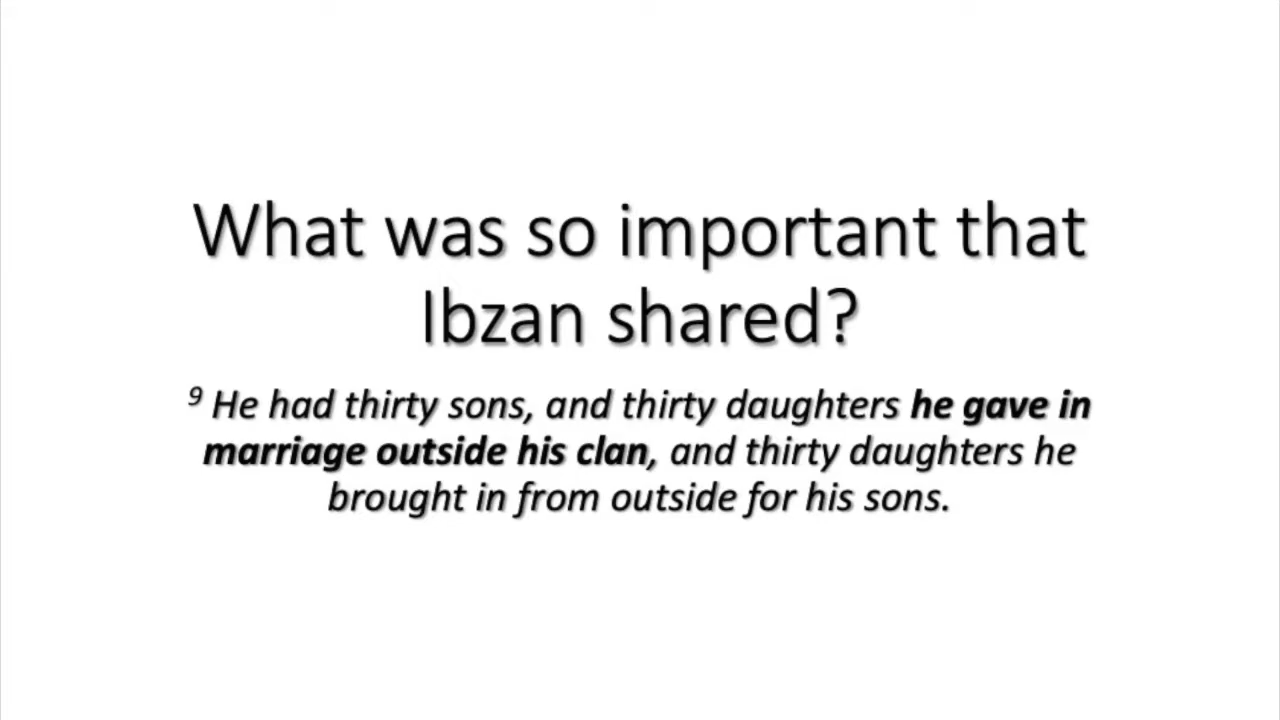 What was so important that
Ibzan shared?
⁹ He had thirty sons, and thirty daughters he gave in
marriage outside his clan, and thirty daughters he
brought in from outside for his sons.